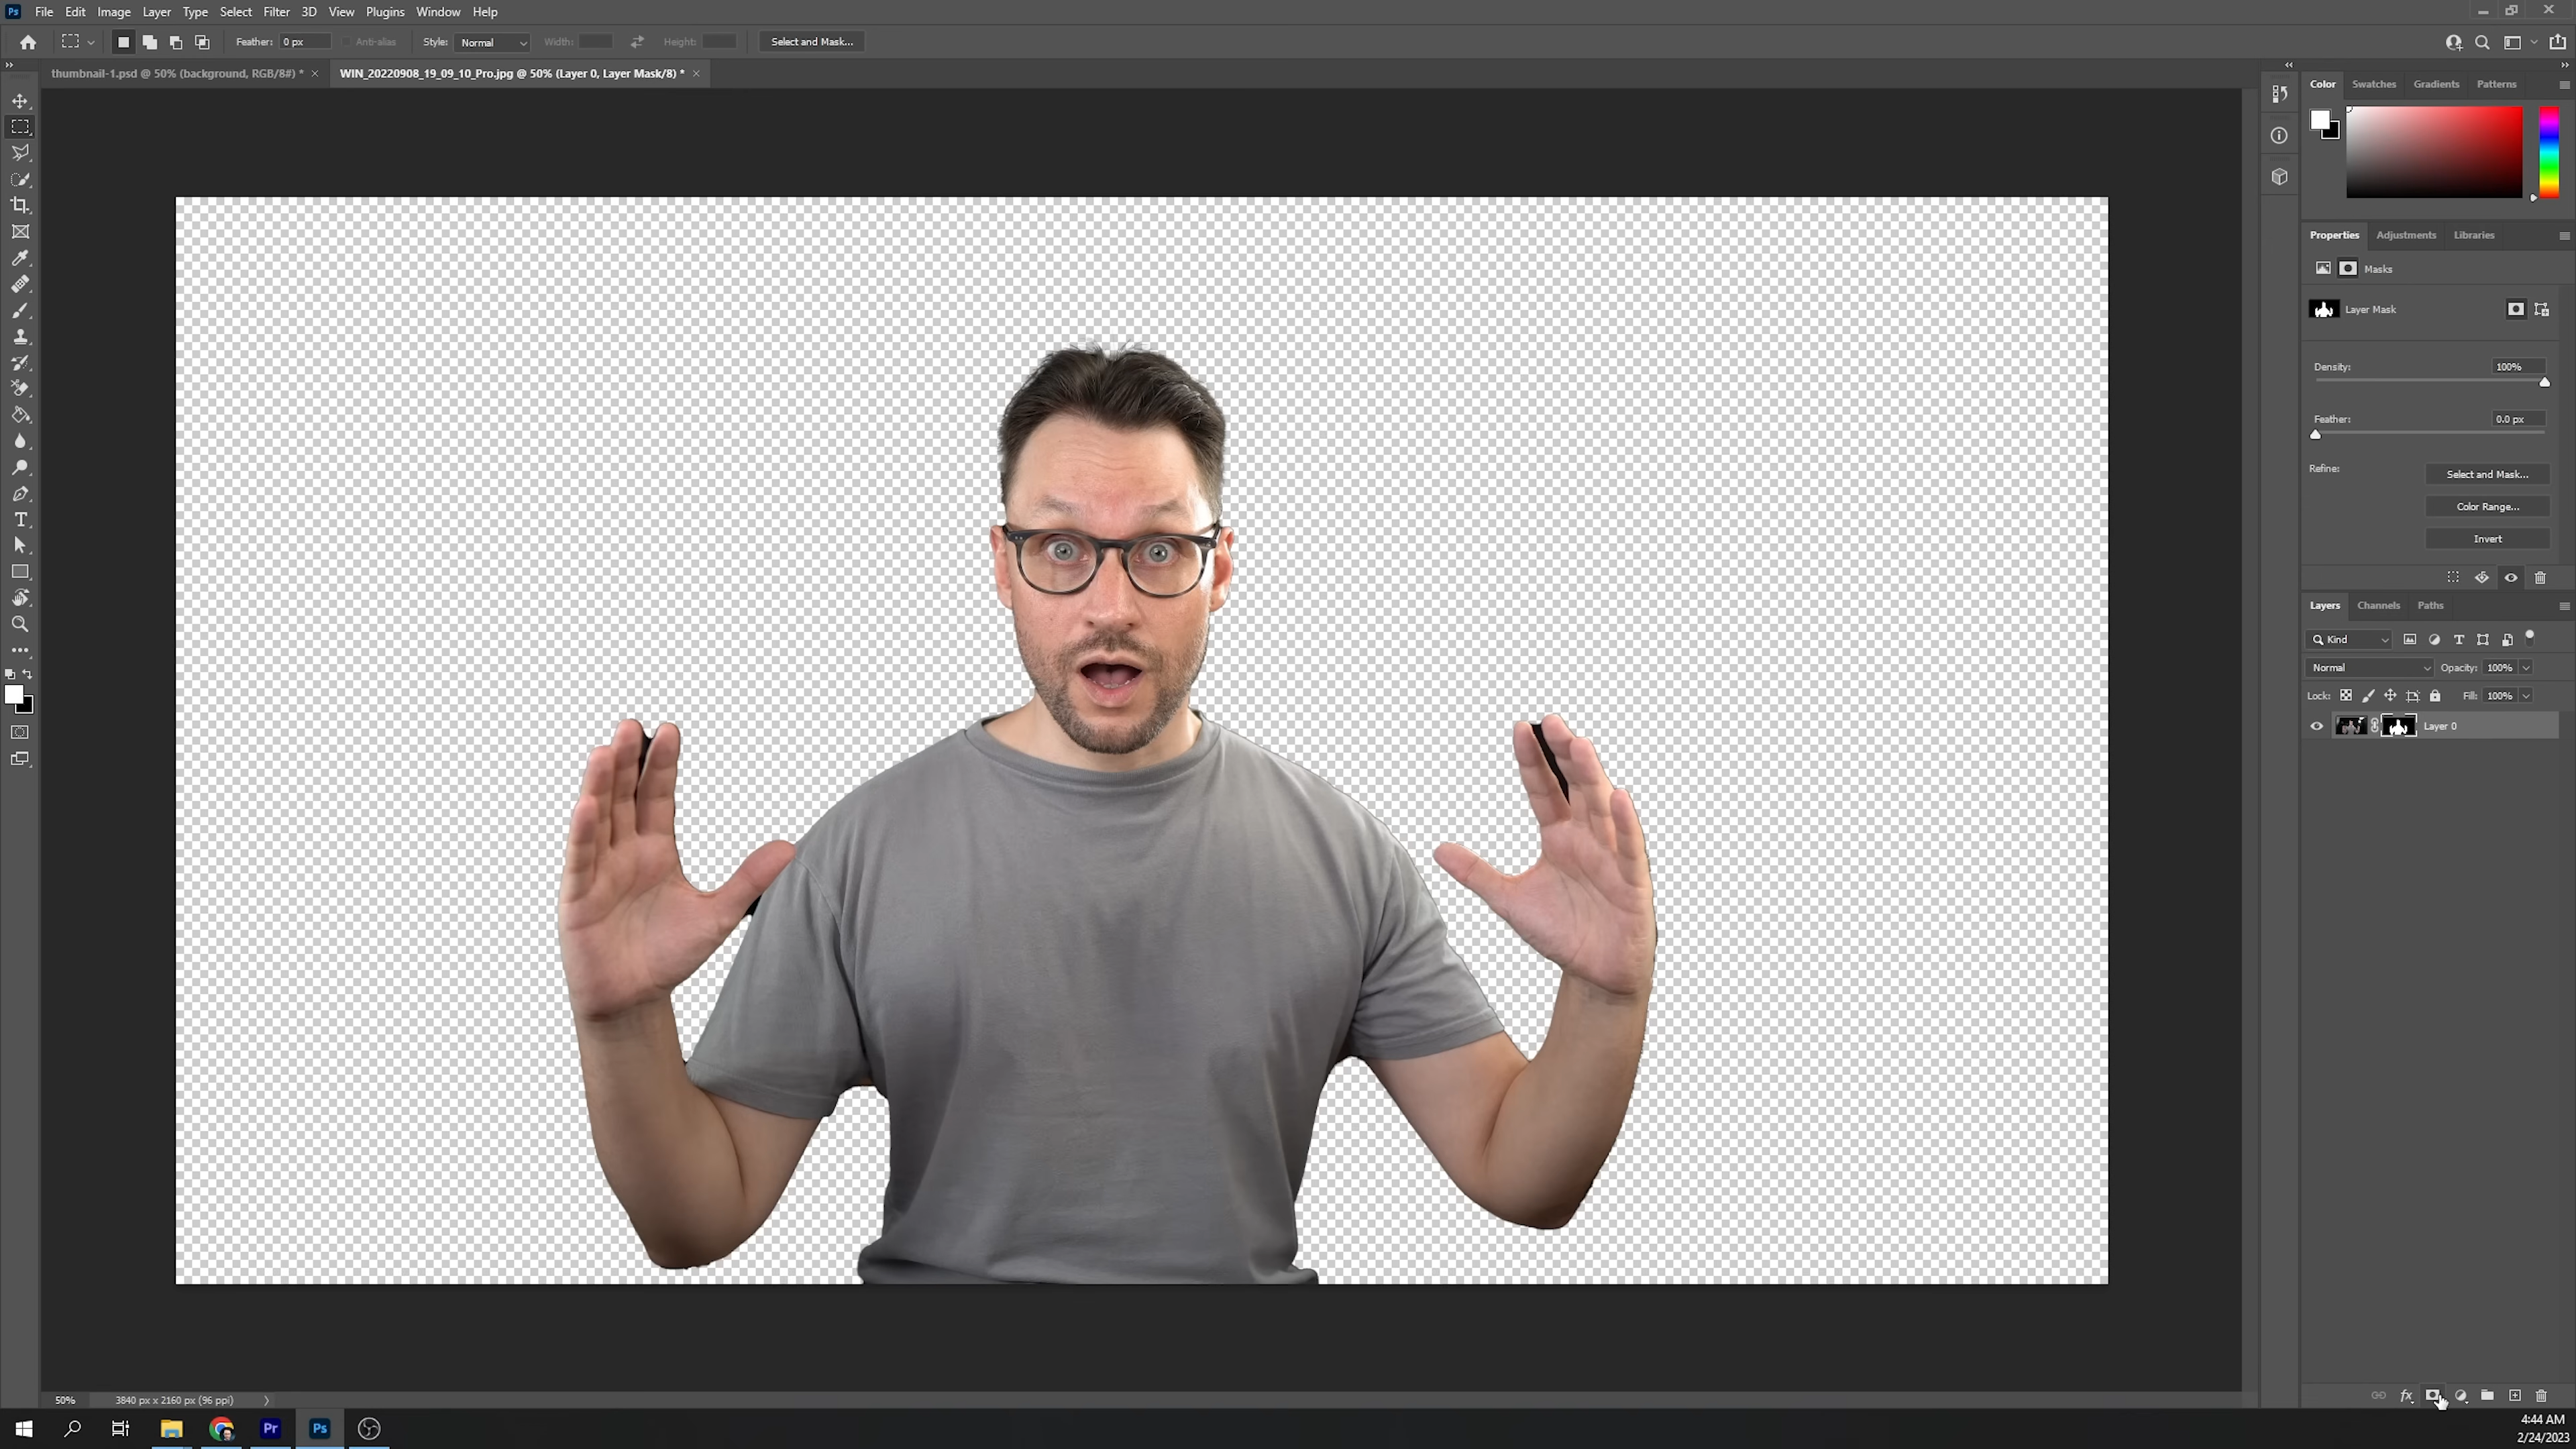 Ps File Edit Image Layer Type Select Filter 3D View Plugins Window Help
Feather: 0 px Anti-alias Style: Normal Width: Height: Select and Mask...
thumbnail-1.psd @ 50% (background, RGB/8#) * × WIN_20220908_19_09_10_Pro.jpg @ 50% (Layer 0, Layer Mask/8) * ×
Color Swatches Gradients Patterns
Properties Adjustments Libraries
Masks
Layer Mask
Density: 100%
Feather: 0.0 px
Refine: Select and Mask...
Color Range...
Invert
Layers Channels Paths
Kind
Normal Opacity: 100%
Lock: Fill: 100%
Layer 0
fx
50% 3840 px x 2160 px (96 ppi)
Pr Ps
4:44 AM
2/24/2023